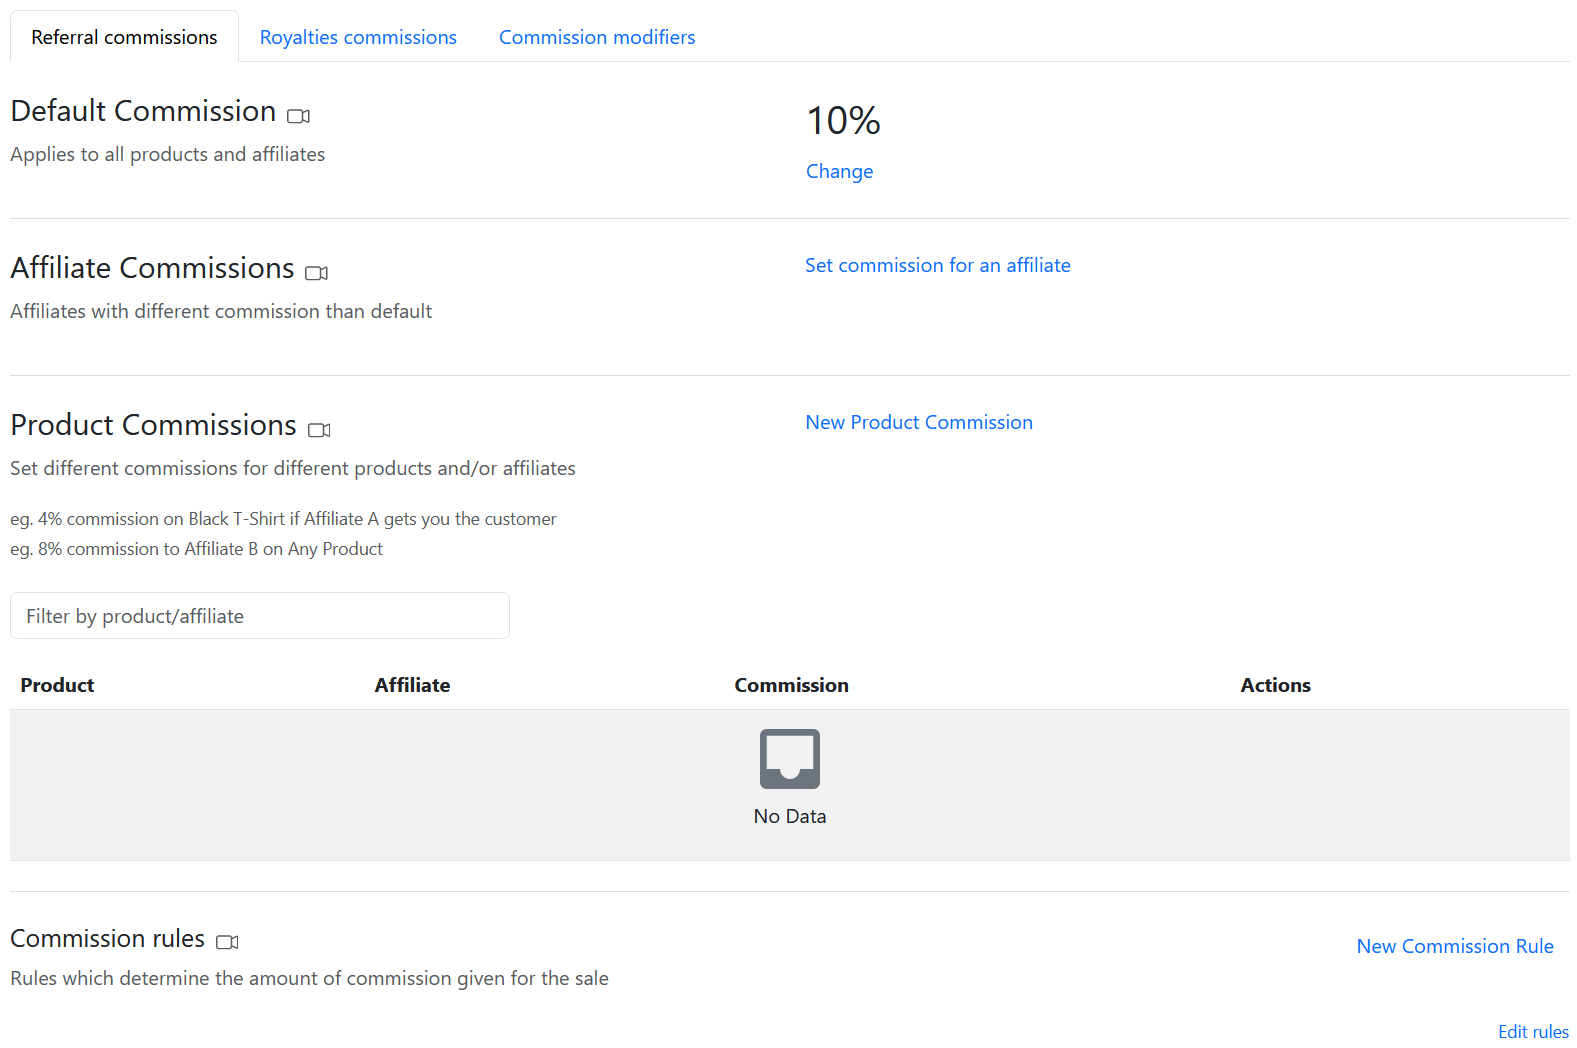 Referral commissions Royalties commissions Commission modifiers
Default Commission
10%
Applies to all products and affiliates
Change
Affiliate Commissions
Set commission for an affiliate
Affiliates with different commission than default
Product Commissions
New Product Commission
Set different commissions for different products and/or affiliates
eg. 4% commission on Black T-Shirt if Affiliate A gets you the customer
eg. 8% commission to Affiliate B on Any Product
Filter by product/affiliate
Product Affiliate Commission Actions
No Data
Commission rules
New Commission Rule
Rules which determine the amount of commission given for the sale
Edit rules